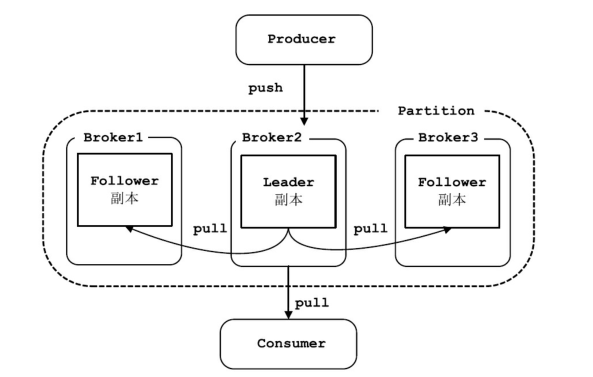 Producer
push
Partition
Broker1
Broker2
Broker3
Follower
副本
Leader
副本
Follower
副本
pull
pull
pull
Consumer